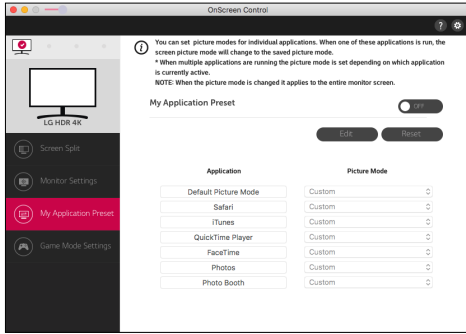 OnScreen Control
?
You can set picture modes for individual applications. When one of these applications is run, the
screen picture mode will change to the saved picture mode.
* When multiple applications are running the picture mode is set depending on which application
is currently active.
NOTE: When the picture mode is changed it applies to the entire monitor screen.
LG HDR 4K
Screen Split
Monitor Settings
My Application Preset
Game Mode Settings
My Application Preset
OFF
Edit
Reset
Application
Picture Mode
Default Picture Mode
Custom
Safari
Custom
iTunes
Custom
QuickTime Player
Custom
FaceTime
Custom
Photos
Custom
Photo Booth
Custom